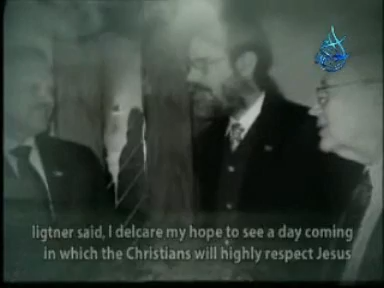 ligtner said, I delcare my hope to see a day coming
in which the Christians will highly respect Jesus